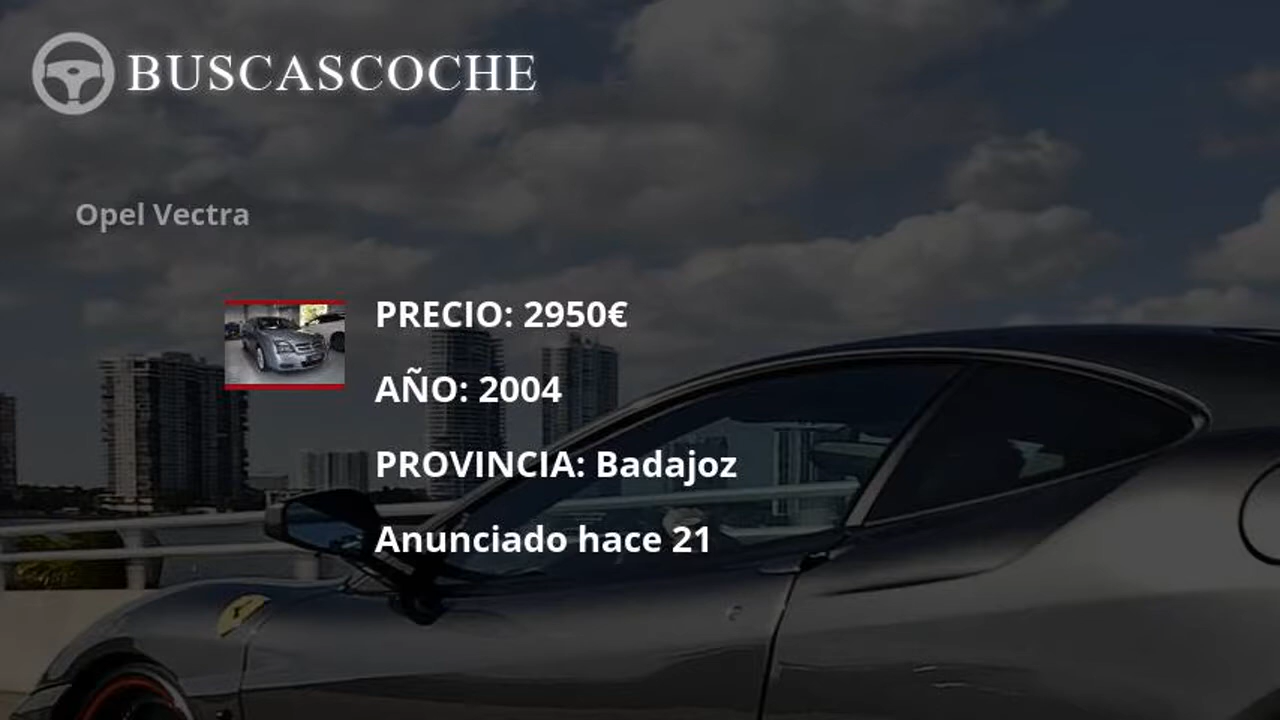 BUSCASCOCHE
Opel Vectra
PRECIO: 2950€
AÑO: 2004
PROVINCIA: Badajoz
Anunciado hace 21